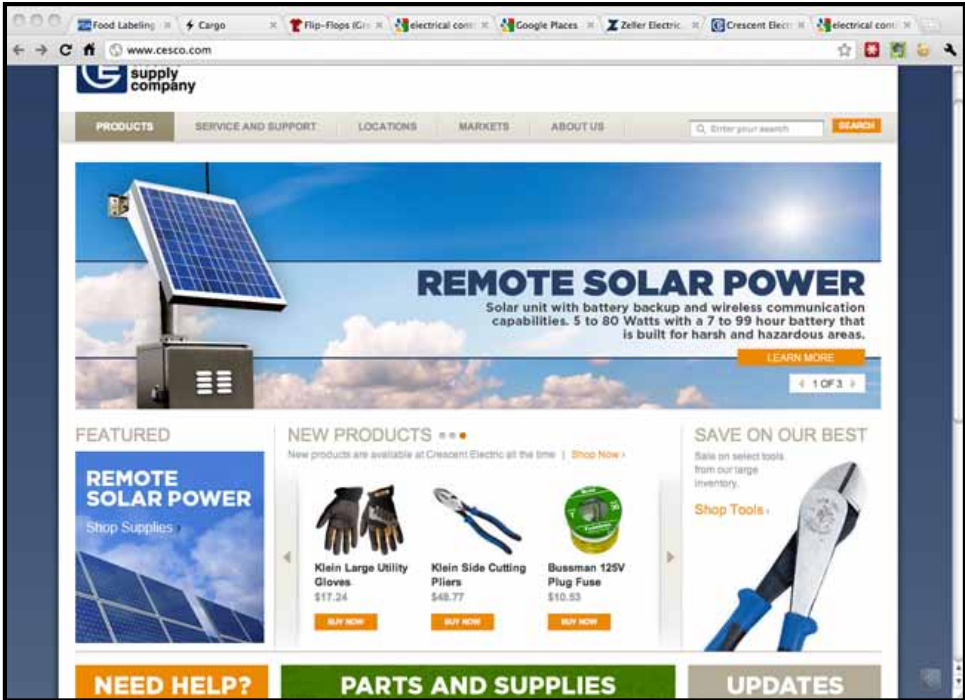 Food Labeling
Cargo
Flip-Flops (Gr
electrical cont
Google Places
Zeller Electric
Crescent Elect
electrical cont
www.cesco.com
supply
company
PRODUCTS
SERVICE AND SUPPORT
LOCATIONS
MARKETS
ABOUT US
Enter your search
SEARCH
REMOTE SOLAR POWER
Solar unit with battery backup and wireless communication
capabilities. 5 to 80 Watts with a 7 to 99 hour battery that
is built for harsh and hazardous areas.
LEARN MORE
1 OF 3
FEATURED
REMOTE
SOLAR POWER
Shop Supplies ›
NEW PRODUCTS
New products are available at Crescent Electric all the time | Shop Now ›
Klein Large Utility
Gloves
$17.24
BUY NOW
Klein Side Cutting
Pliers
$48.77
BUY NOW
Bussman 125V
Plug Fuse
$10.53
BUY NOW
SAVE ON OUR BEST
Sale on select tools
from our large
inventory.
Shop Tools ›
NEED HELP?
PARTS AND SUPPLIES
UPDATES